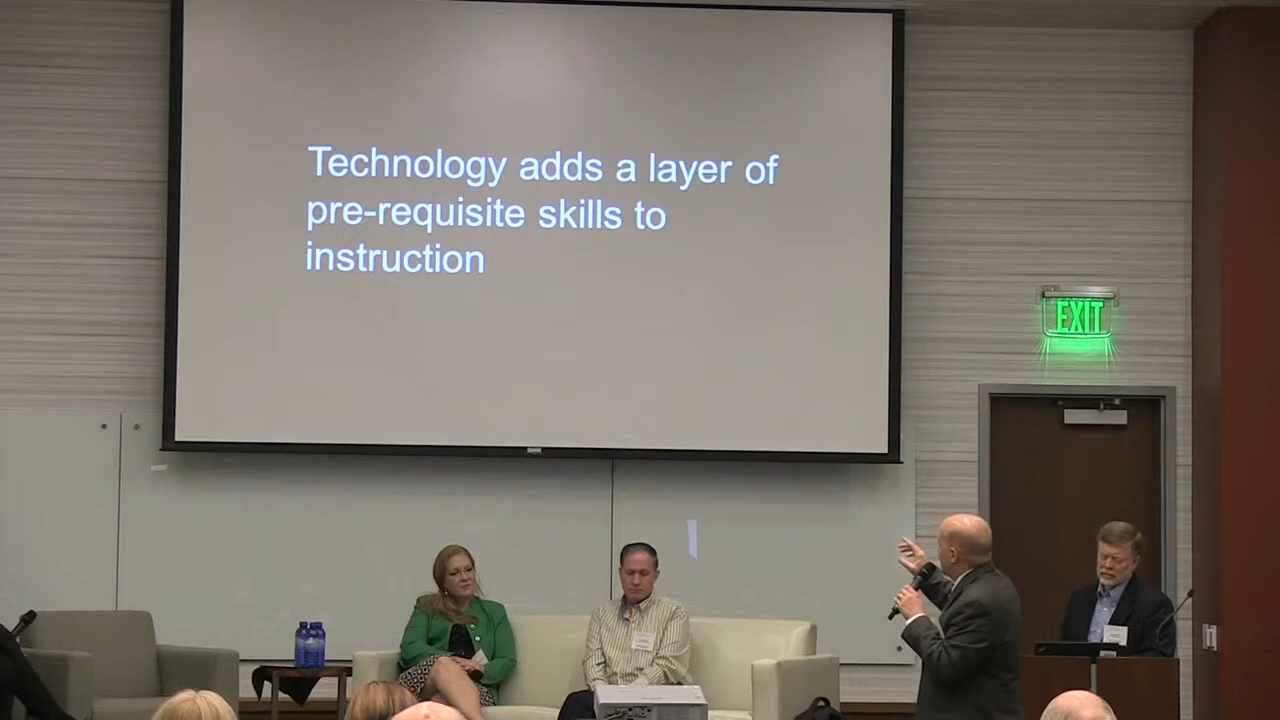 Technology adds a layer of
pre-requisite skills to
instruction
EXIT